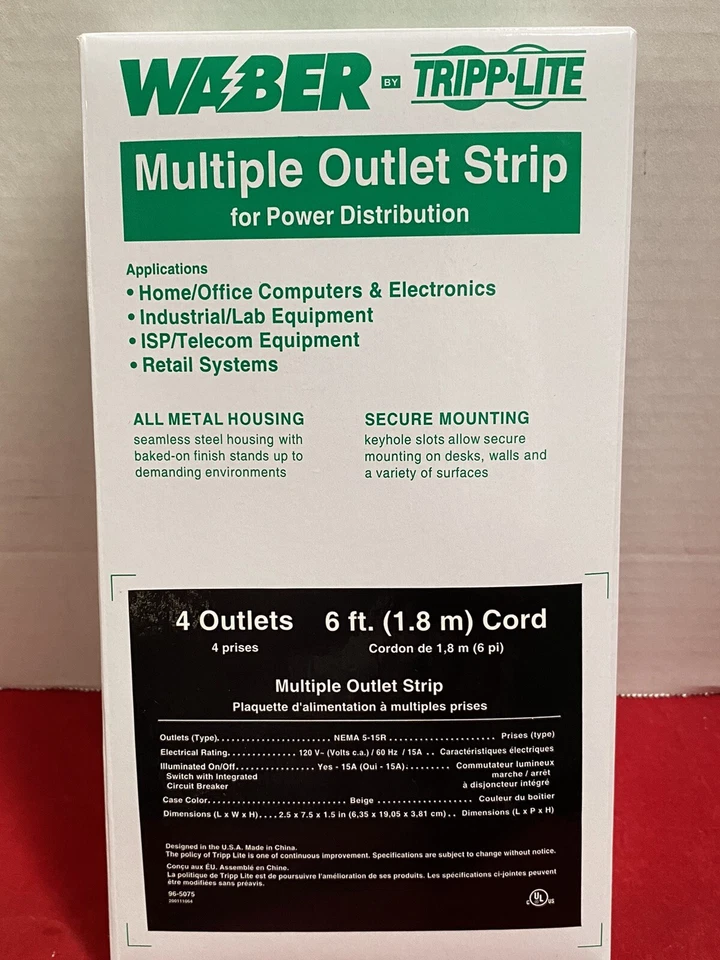 WABER BY TRIPP·LITE
Multiple Outlet Strip
for Power Distribution
Applications
• Home/Office Computers & Electronics
• Industrial/Lab Equipment
• ISP/Telecom Equipment
• Retail Systems
ALL METAL HOUSING
seamless steel housing with
baked-on finish stands up to
demanding environments
SECURE MOUNTING
keyhole slots allow secure
mounting on desks, walls and
a variety of surfaces
4 Outlets 6 ft. (1.8 m) Cord
4 prises Cordon de 1,8 m (6 pi)
Multiple Outlet Strip
Plaquette d'alimentation à multiples prises
Outlets (Type)....................... NEMA 5-15R ...................... Prises (type)
Electrical Rating.............. 120 V~ (Volts c.a.) / 60 Hz / 15A .. Caractéristiques électriques
Illuminated On/Off................. Yes - 15A (Oui - 15A).......... Commutateur lumineux
Switch with Integrated marche / arrêt
Circuit Breaker à disjoncteur intégré
Case Color............................ Beige ................... Couleur du boîtier
Dimensions (L x W x H).... 2.5 x 7.5 x 1.5 in (6,35 x 19,05 x 3,81 cm) .. Dimensions (L x P x H)
Designed in the U.S.A. Made in China.
The policy of Tripp Lite is one of continuous improvement. Specifications are subject to change without notice.
Conçu aux ÉU. Assemblé en Chine.
La politique de Tripp Lite est de poursuivre l'amélioration de ses produits. Les spécifications ci-jointes peuvent
être modifiées sans préavis.
96-5075
200111064
C UL US